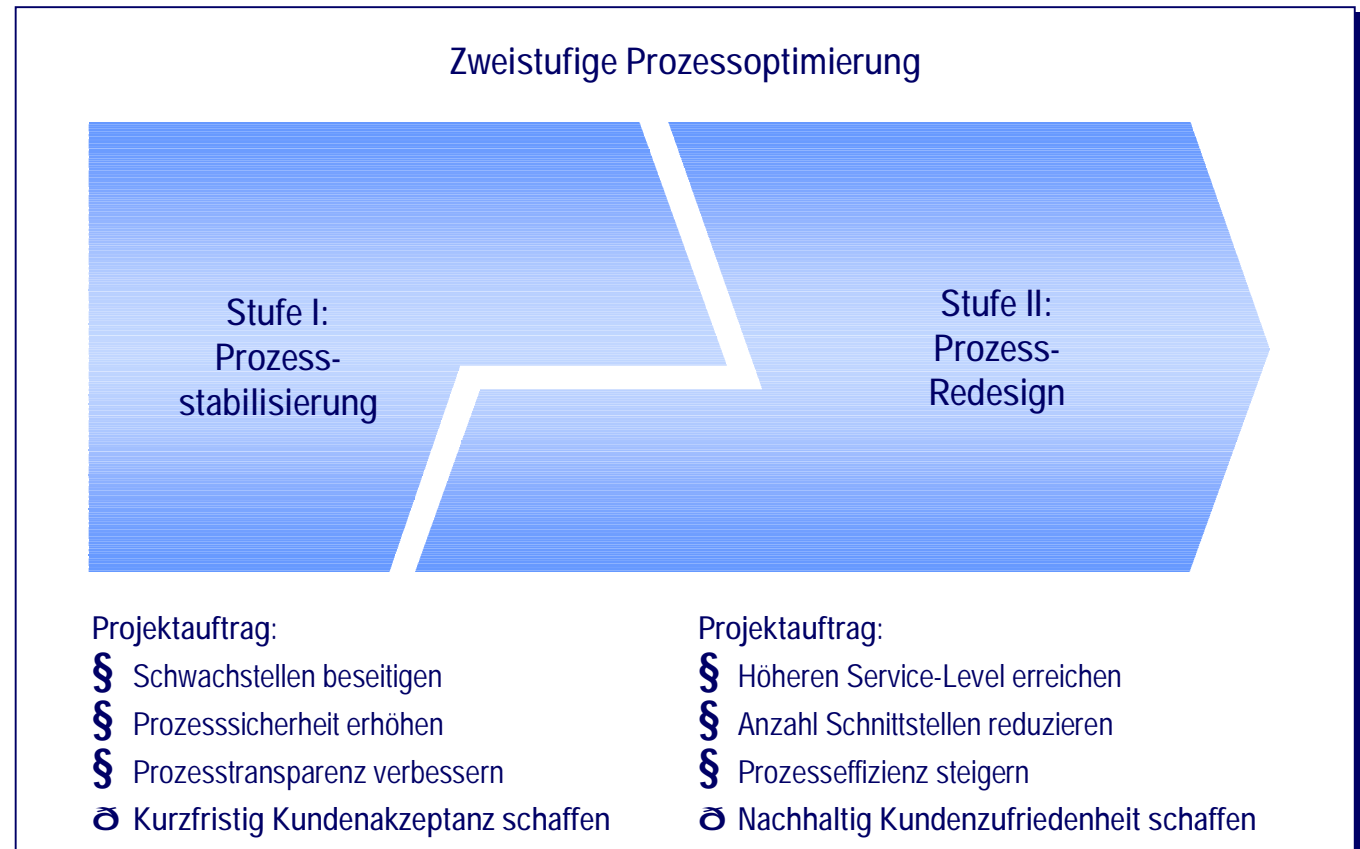 Zweistufige Prozessoptimierung
Stufe I:
Prozess-
stabilisierung
Stufe II:
Prozess-
Redesign
Projektauftrag:
§ Schwachstellen beseitigen
§ Prozesssicherheit erhöhen
§ Prozesstransparenz verbessern
ð Kurzfristig Kundenakzeptanz schaffen
Projektauftrag:
§ Höheren Service-Level erreichen
§ Anzahl Schnittstellen reduzieren
§ Prozesseffizienz steigern
ð Nachhaltig Kundenzufriedenheit schaffen